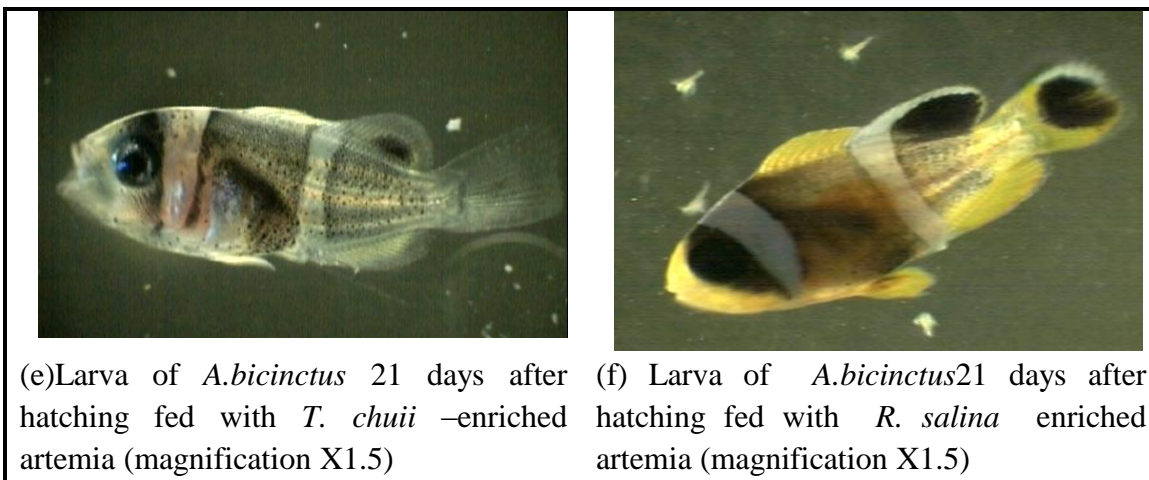 (e)Larva of A.bicinctus 21 days after
hatching fed with T. chuii –enriched
artemia (magnification X1.5)
(f) Larva of A.bicinctus21 days after
hatching fed with R. salina enriched
artemia (magnification X1.5)